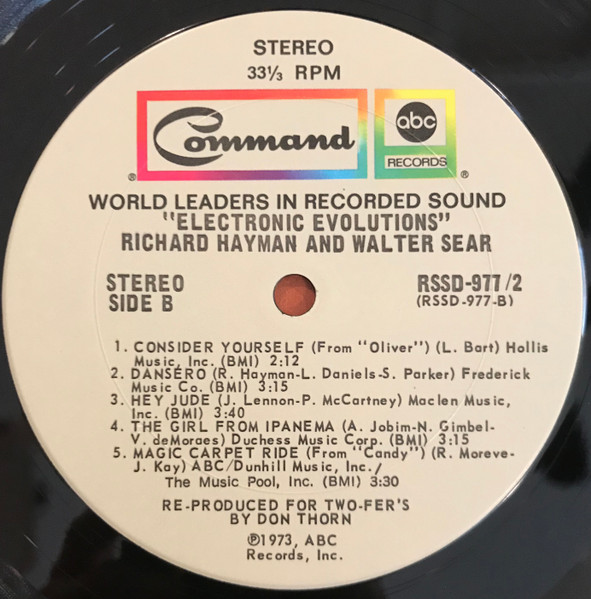 STEREO
33⅓ RPM
Command
abc
RECORDS
® ®
WORLD LEADERS IN RECORDED SOUND
"ELECTRONIC EVOLUTIONS"
RICHARD HAYMAN AND WALTER SEAR
STEREO RSSD-977/2
SIDE B (RSSD-977-B)
1. CONSIDER YOURSELF (From "Oliver") (L. Bart) Hollis
Music, Inc. (BMI) 2:12
2. DANSERO (R. Hayman-L. Daniels-S. Parker) Frederick
Music Co. (BMI) 3:15
3. HEY JUDE (J. Lennon-P. McCartney) Maclen Music,
Inc. (BMI) 3:40
4. THE GIRL FROM IPANEMA (A. Jobim-N. Gimbel-
V. deMoraes) Duchess Music Corp. (BMI) 3:15
5. MAGIC CARPET RIDE (From "Candy") (R. Moreve-
J. Kay) ABC/Dunhill Music, Inc./
The Music Pool, Inc. (BMI) 3:30
RE-PRODUCED FOR TWO-FER'S
BY DON THORN
℗1973, ABC
Records, Inc.